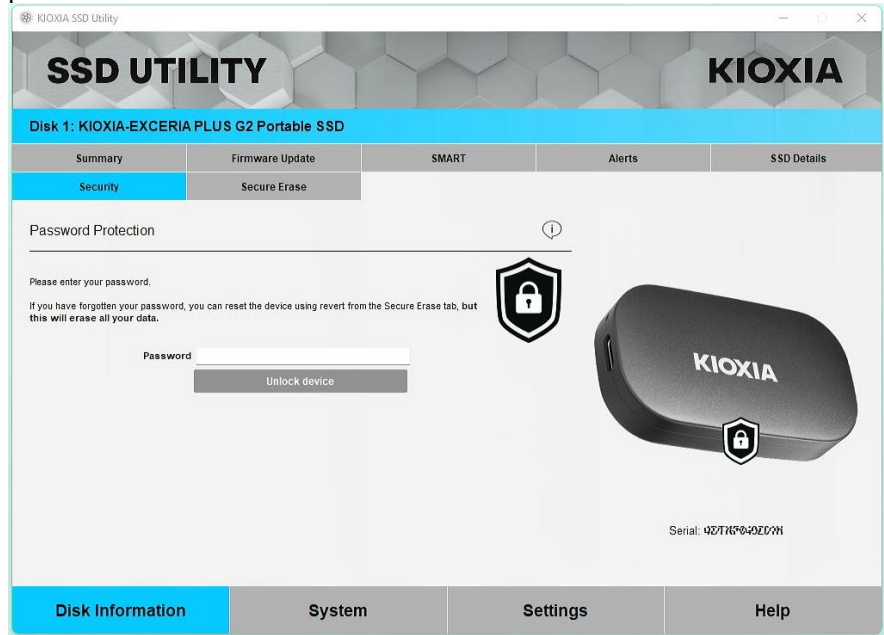 KIOXIA SSD Utility
SSD UTILITY
KIOXIA
Disk 1: KIOXIA-EXCERIA PLUS G2 Portable SSD
Summary
Firmware Update
SMART
Alerts
SSD Details
Security
Secure Erase
Password Protection
Please enter your password.
If you have forgotten your password, you can reset the device using revert from the Secure Erase tab, but
this will erase all your data.
Password
Unlock device
KIOXIA
Serial:
Disk Information
System
Settings
Help